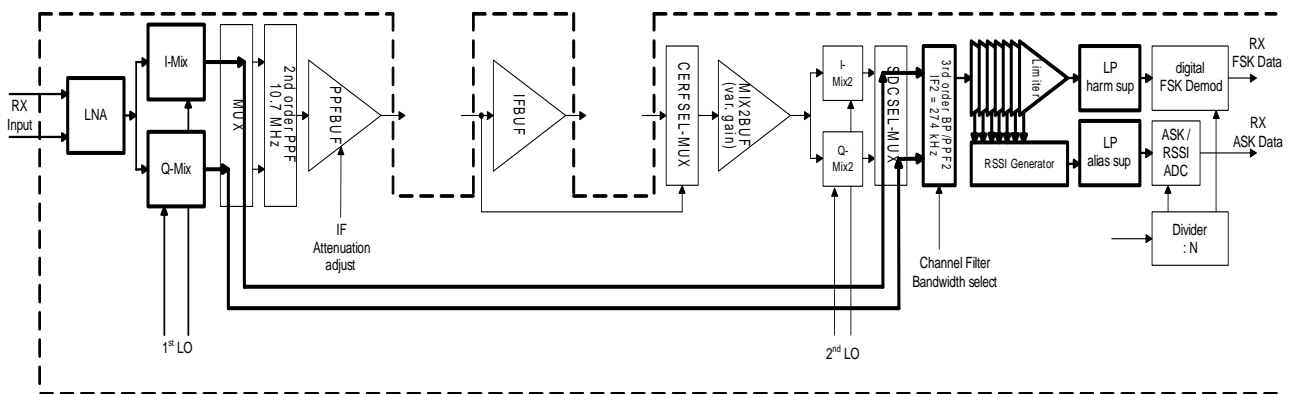 RX
Input
LNA
I-Mix
Q-Mix
MUX
2nd order PPF
10.7 MHz
PPFBUF
IF
Attenuation
adjust
1st LO
IFBUF
CERFSEL-MUX
MIX2BUF
(var. gain)
I-
Mix2
Q-
Mix2
2nd LO
SDCSEL-MUX
3rd order BP/PPF2
IF2 = 274 kHz
Channel Filter
Bandwidth select
Limiter
RSSI Generator
LP
harm sup
LP
alias sup
digital
FSK Demod
ASK /
RSSI
ADC
Divider
: N
RX
FSK Data
RX
ASK Data